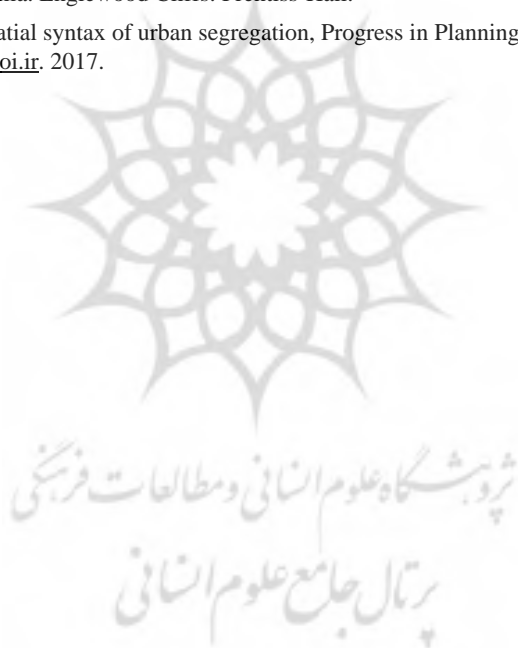 atial syntax of urban segregation, Progress in Planning
oi.ir. 2017.
پژوهشگاه علوم انسانی و مطالعات فرهنگی
پرتال جامع علوم انسانی